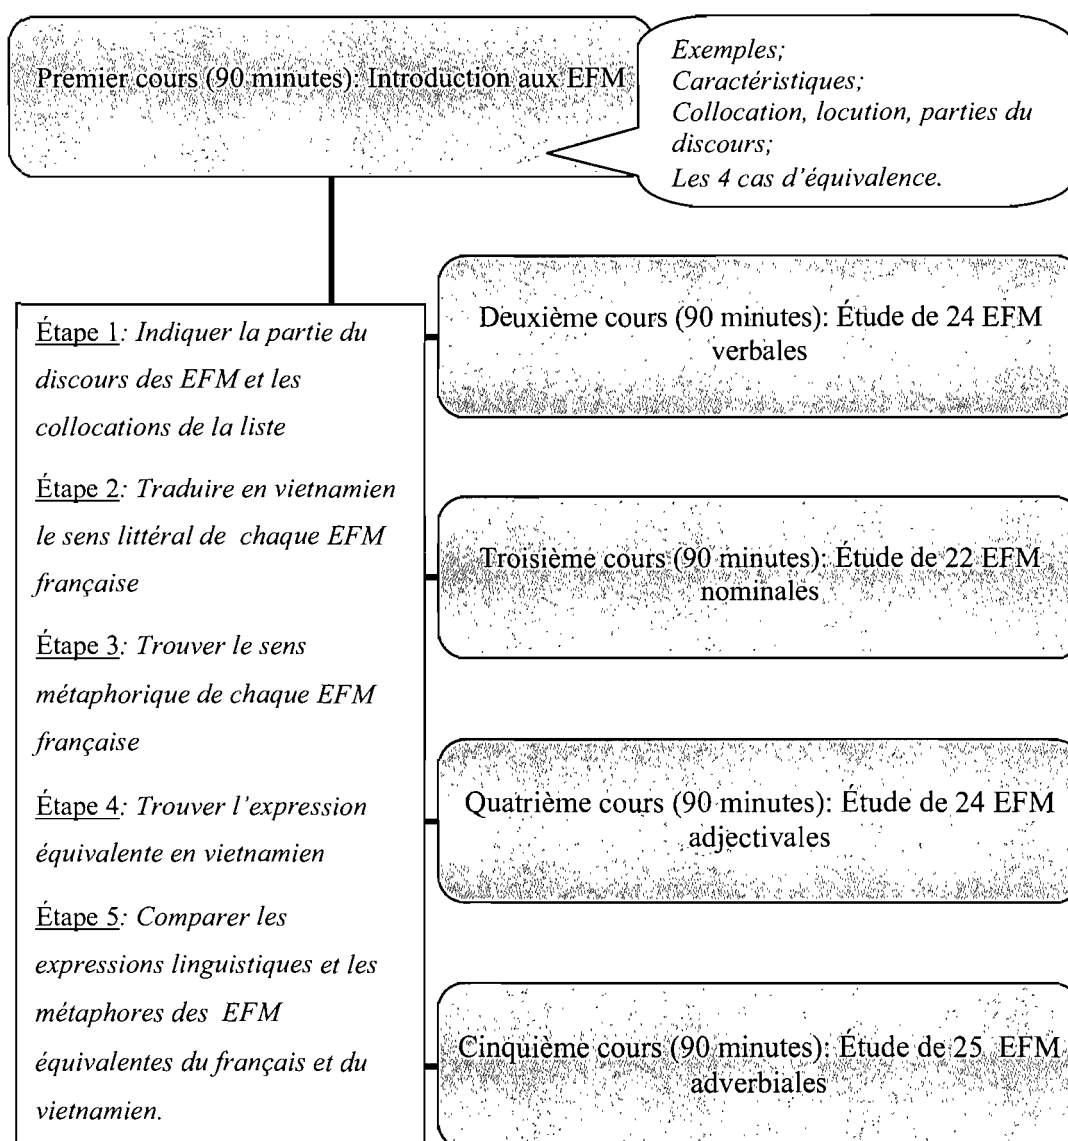 Premier cours (90 minutes): Introduction aux EFM
Exemples;
Caractéristiques;
Collocation, locution, parties du
discours;
Les 4 cas d'équivalence.
Étape 1: Indiquer la partie du
discours des EFM et les
collocations de la liste
Étape 2: Traduire en vietnamien
le sens littéral de chaque EFM
française
Étape 3: Trouver le sens
métaphorique de chaque EFM
française
Étape 4: Trouver l'expression
équivalente en vietnamien
Étape 5: Comparer les
expressions linguistiques et les
métaphores des EFM
équivalentes du français et du
vietnamien.
Deuxième cours (90 minutes): Étude de 24 EFM
verbales
Troisième cours (90 minutes): Étude de 22 EFM
nominales
Quatrième cours (90 minutes): Étude de 24 EFM
adjectivales
Cinquième cours (90 minutes): Étude de 25 EFM
adverbiales